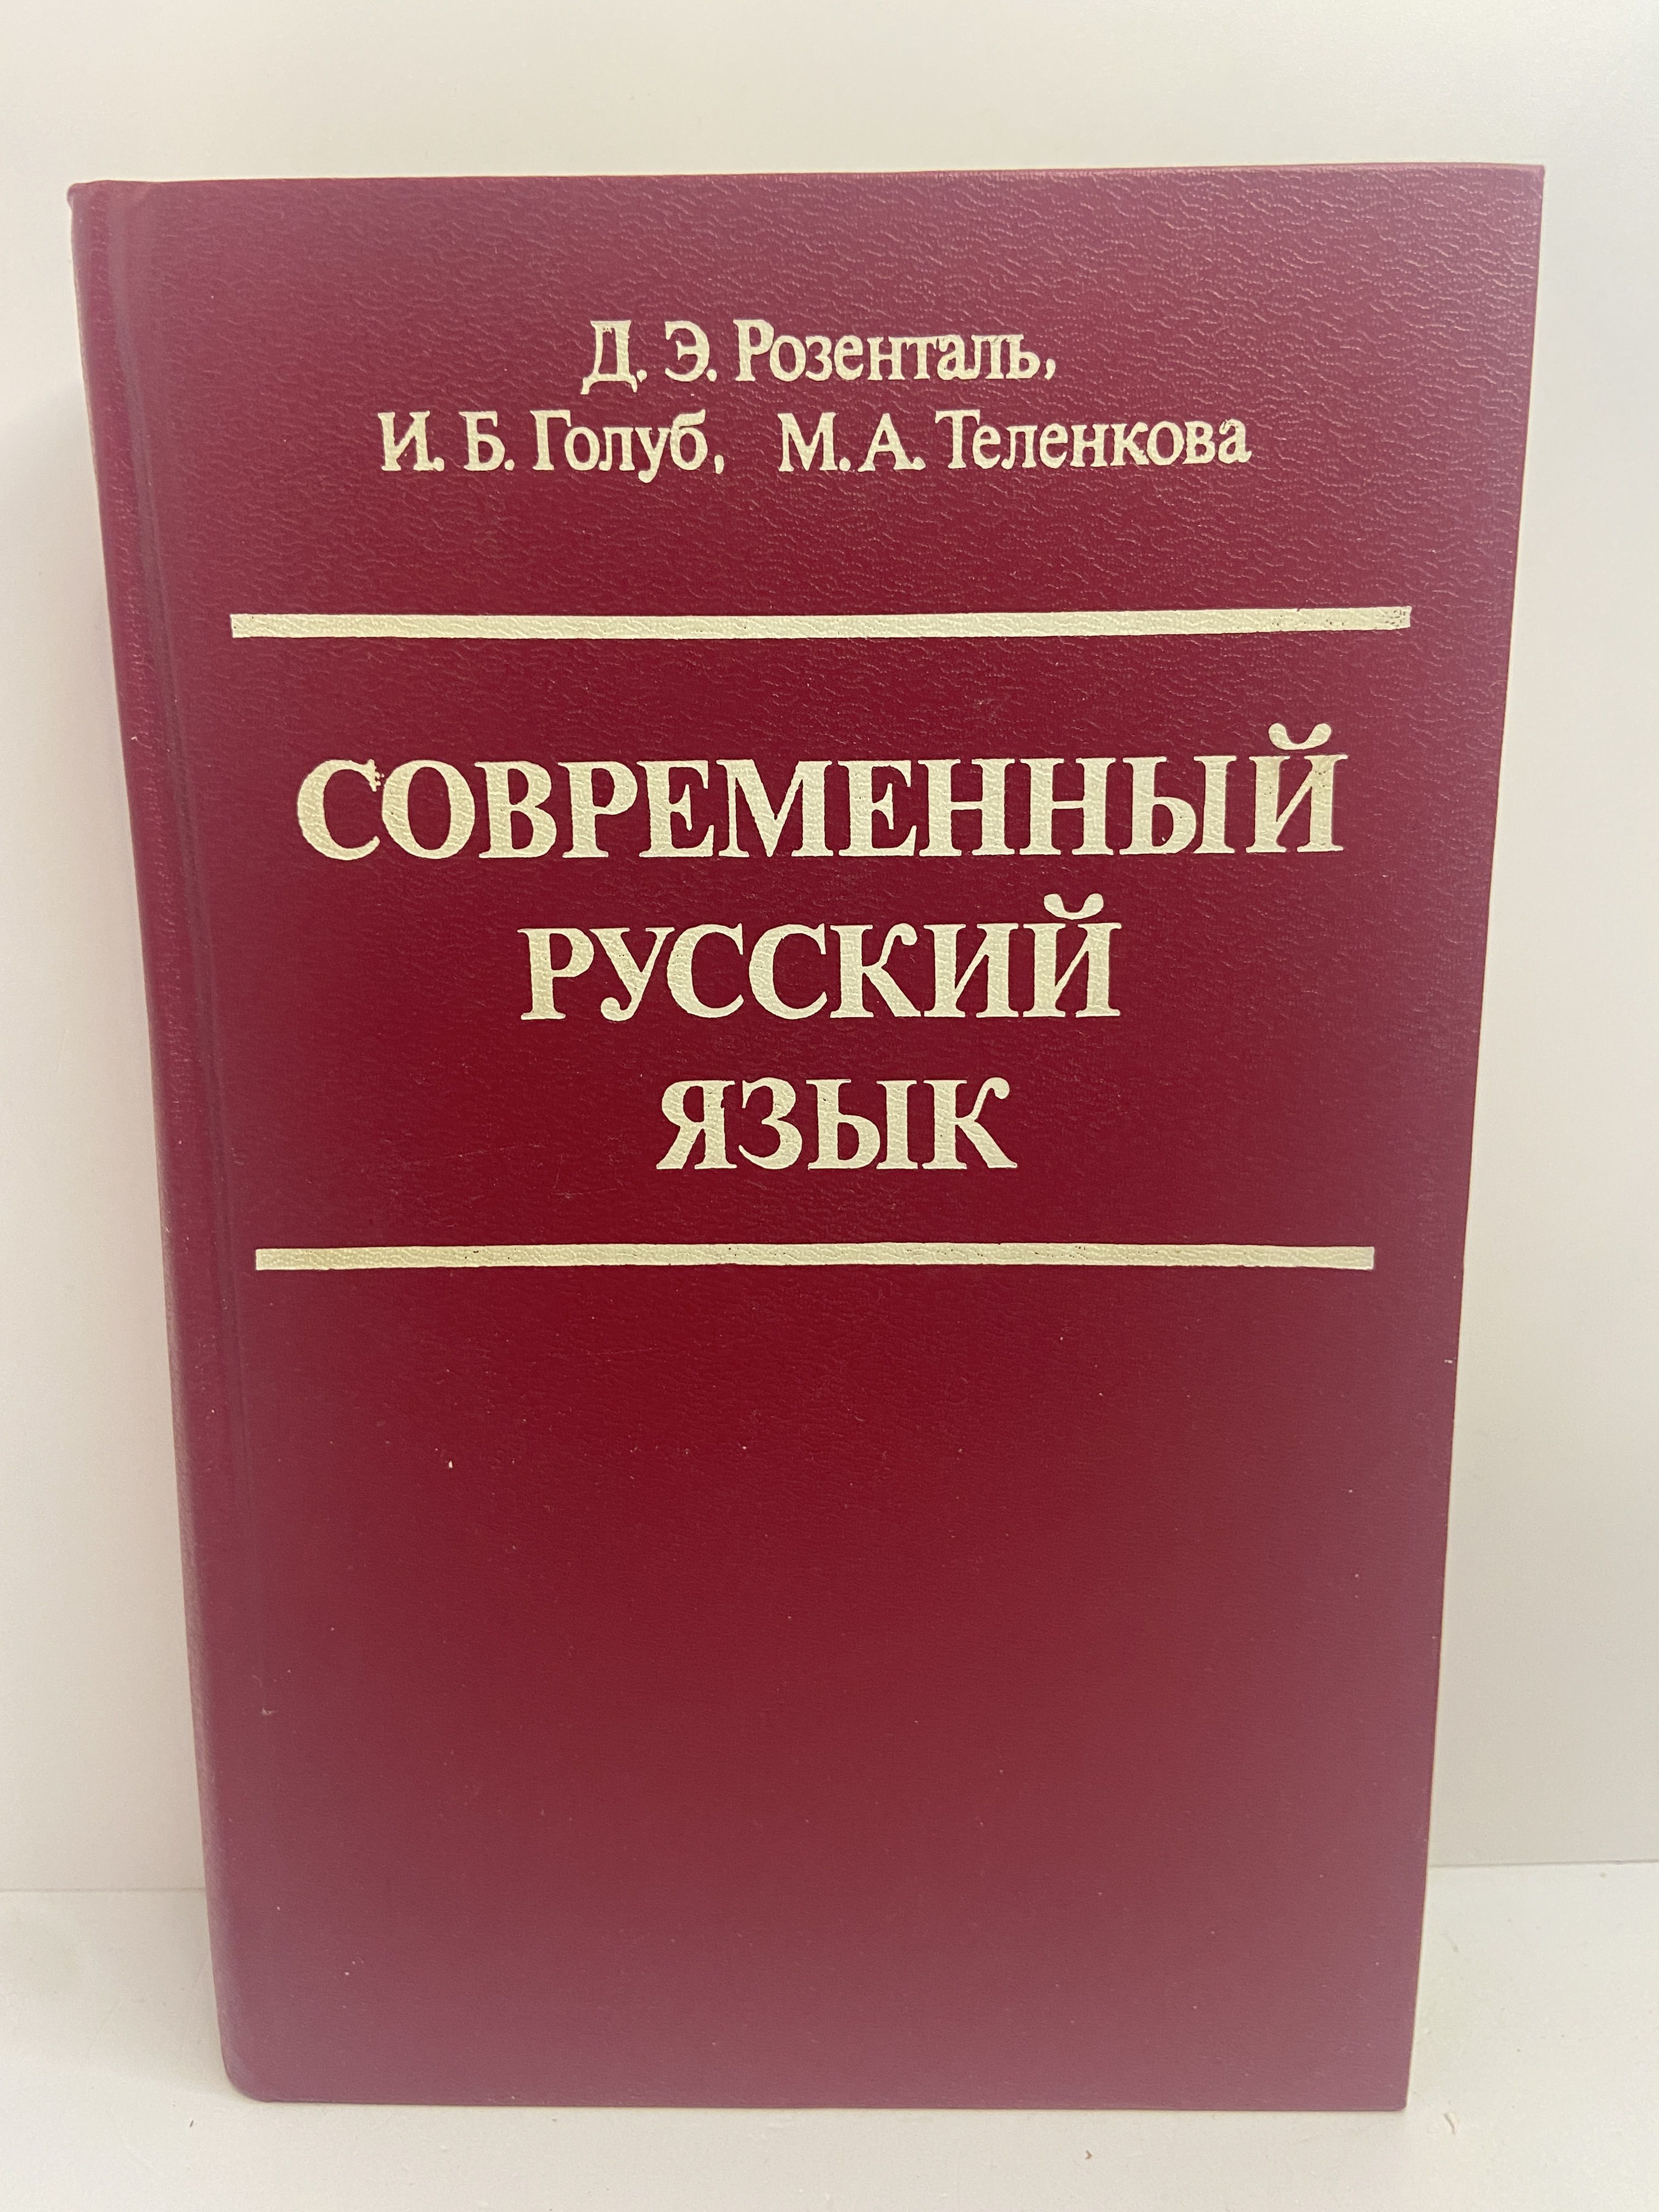 Д. Э. Розенталь,
И. Б. Голуб, М. А. Теленкова
СОВРЕМЕННЫЙ
РУССКИЙ
ЯЗЫК